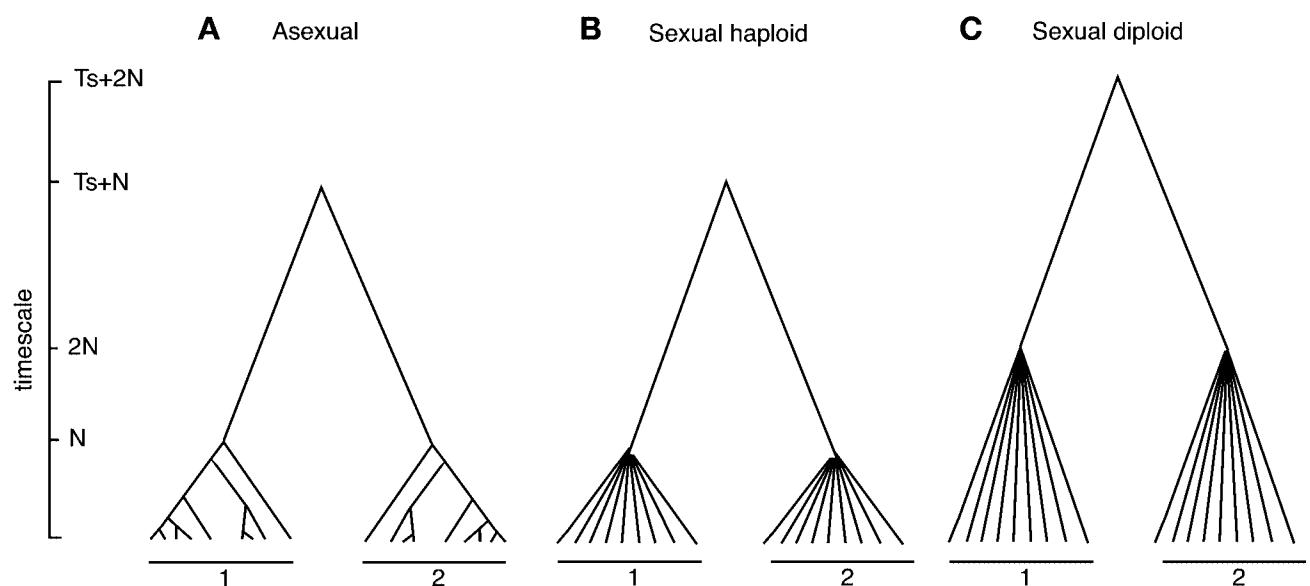 A Asexual
B Sexual haploid
C Sexual diploid
Ts+2N
Ts+N
2N
N
timescale
1 2
1 2
1 2